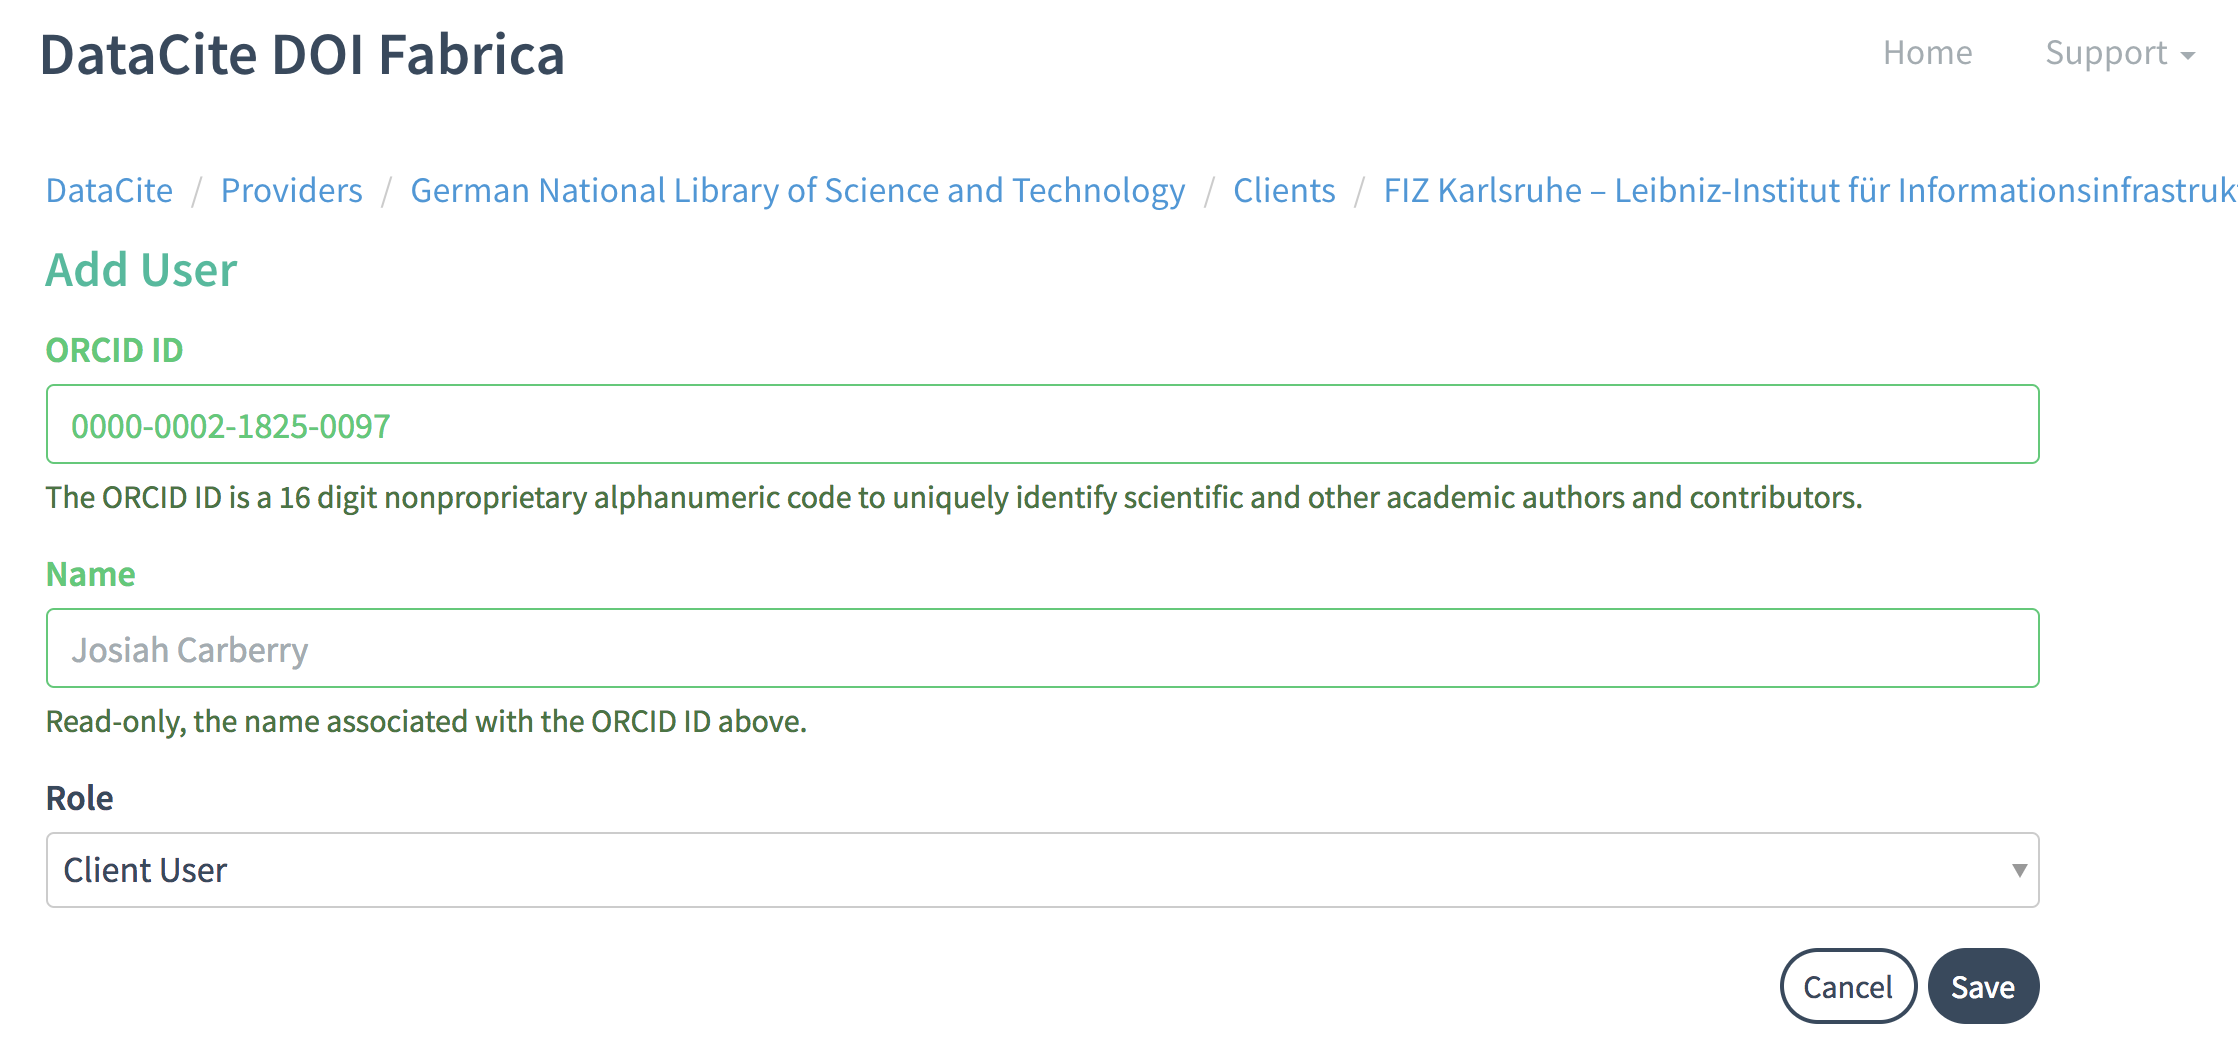 DataCite DOI Fabrica
Home Support
DataCite / Providers / German National Library of Science and Technology / Clients / FIZ Karlsruhe – Leibniz-Institut für Informationsinfrastruk
Add User
ORCID ID
0000-0002-1825-0097
The ORCID ID is a 16 digit nonproprietary alphanumeric code to uniquely identify scientific and other academic authors and contributors.
Name
Josiah Carberry
Read-only, the name associated with the ORCID ID above.
Role
Client User
Cancel Save